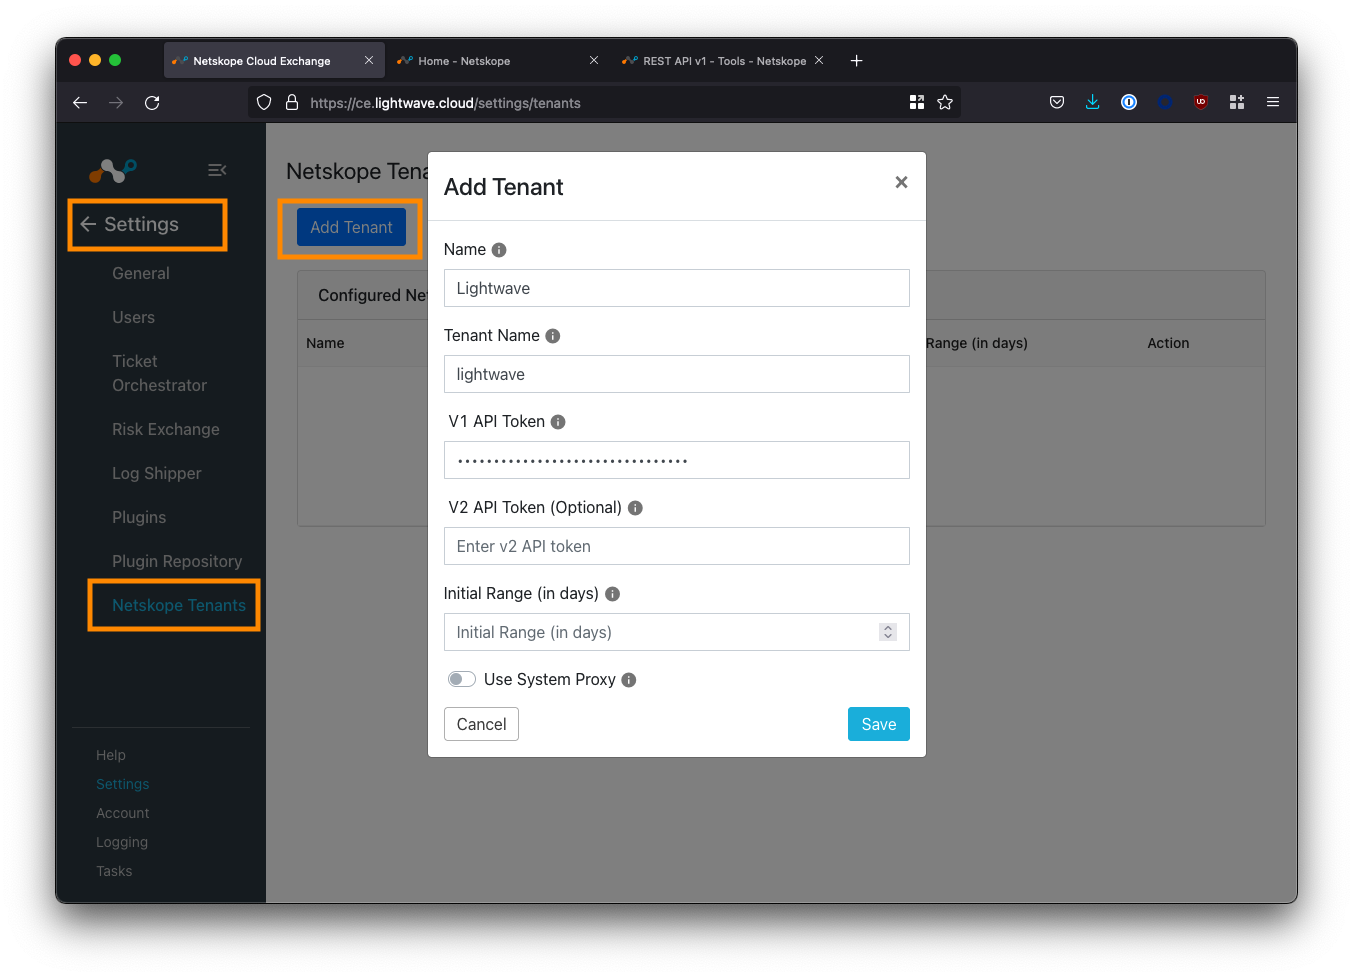 Netskope Cloud Exchange
Home - Netskope
REST API v1 - Tools - Netskope
https://ce.lightwave.cloud/settings/tenants
Settings
General
Users
Ticket
Orchestrator
Risk Exchange
Log Shipper
Plugins
Plugin Repository
Netskope Tenants
Help
Settings
Account
Logging
Tasks
Netskope Tena
Add Tenant
Configured Net
Name
Range (in days)
Action
Add Tenant
Name
Lightwave
Tenant Name
lightwave
V1 API Token
V2 API Token (Optional)
Enter v2 API token
Initial Range (in days)
Initial Range (in days)
Use System Proxy
Cancel
Save